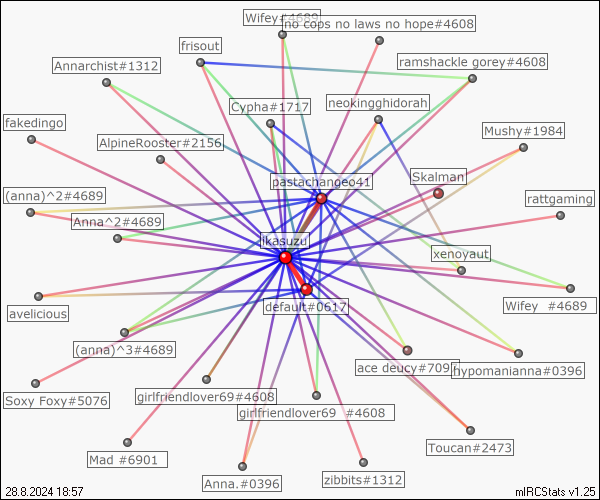 Wifey#4689
no cops no laws no hope#4608
frisout
ramshackle gorey#4608
Annarchist#1312
Cypha#1717
neokingghidorah
fakedingo
AlpineRooster#2156
Mushy#1984
pastachangeo41
Skalman
(anna)^2#4689
rattgaming
Anna^2#4689
ikasuzu
xenoyaut
Wifey #4689
default#0617
avelicious
(anna)^3#4689
ace deucy#709
hypomanianna#0396
Soxy Foxy#5076
girlfriendlover69#4608
girlfriendlover69 #4608
Toucan#2473
Mad #6901
Anna.#0396
zibbits#1312
28.8.2024 18:57
mIRCStats v1.25